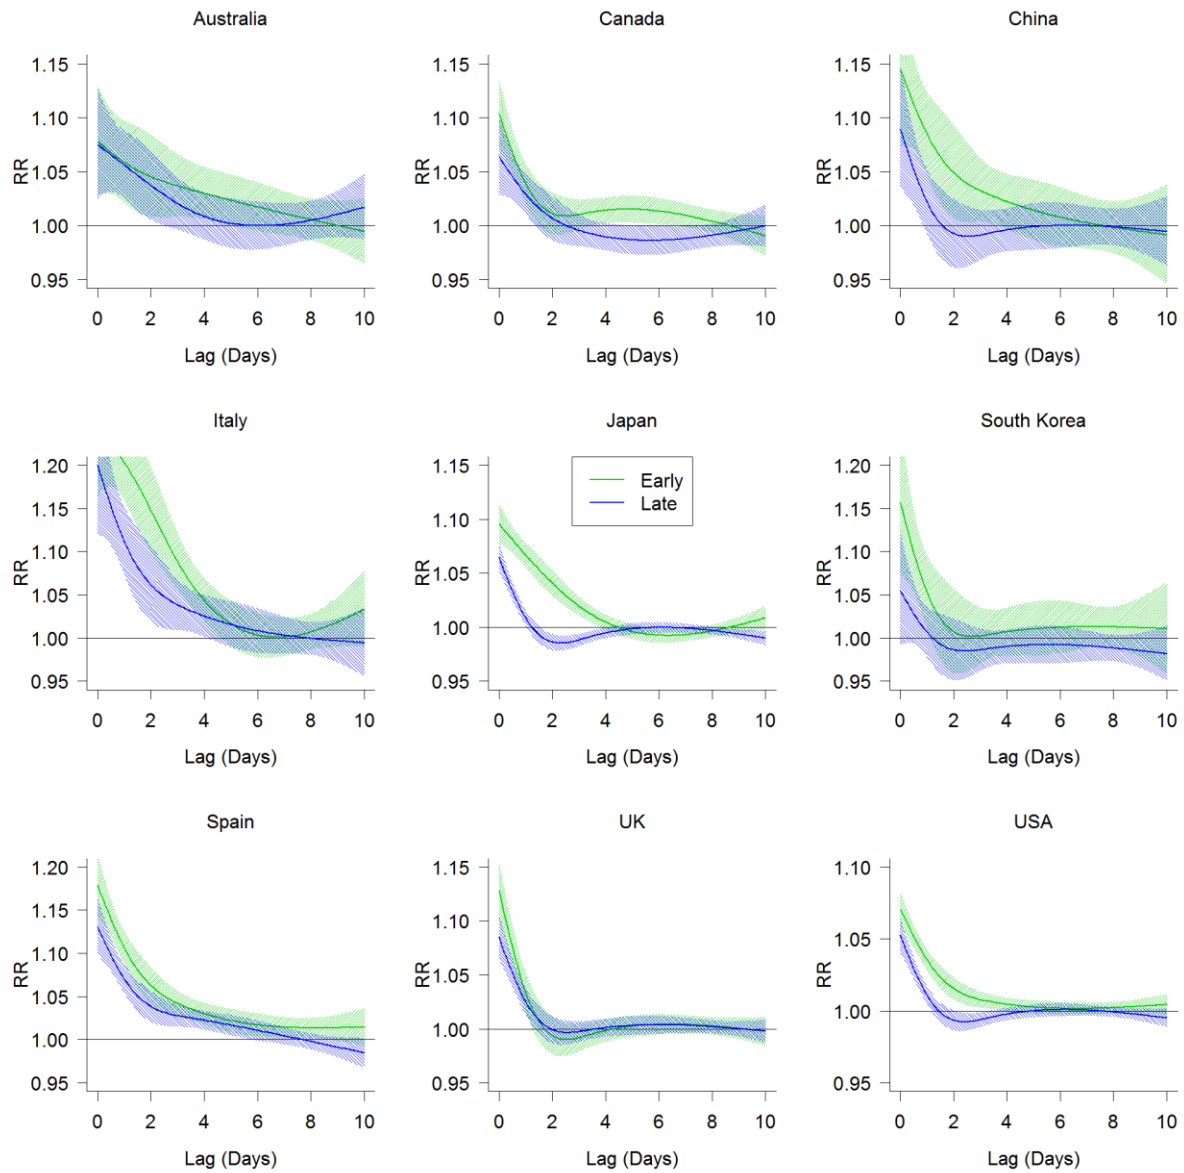 Australia
Canada
China
1.15
1.10
1.05
1.00
0.95
RR
0 2 4 6 8 10
Lag (Days)
1.15
1.10
1.05
1.00
0.95
RR
0 2 4 6 8 10
Lag (Days)
1.15
1.10
1.05
1.00
0.95
RR
0 2 4 6 8 10
Lag (Days)
Italy
Japan
South Korea
1.20
1.15
1.10
1.05
1.00
0.95
RR
0 2 4 6 8 10
Lag (Days)
1.15
1.10
1.05
1.00
0.95
RR
Early
Late
0 2 4 6 8 10
Lag (Days)
1.20
1.15
1.10
1.05
1.00
0.95
RR
0 2 4 6 8 10
Lag (Days)
Spain
UK
USA
1.20
1.15
1.10
1.05
1.00
0.95
RR
0 2 4 6 8 10
Lag (Days)
1.15
1.10
1.05
1.00
0.95
RR
0 2 4 6 8 10
Lag (Days)
1.10
1.05
1.00
0.95
RR
0 2 4 6 8 10
Lag (Days)